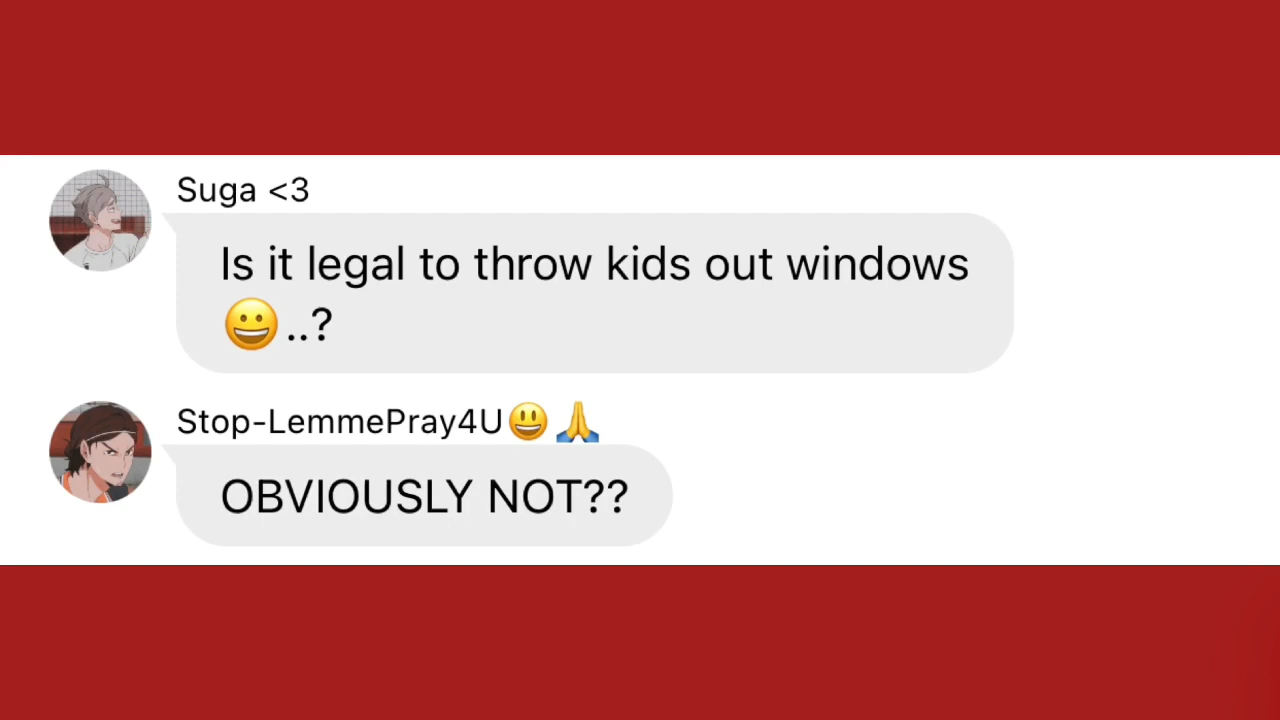 Suga <3
Is it legal to throw kids out windows
😀..?
Stop-LemmePray4U😃🙏
OBVIOUSLY NOT??